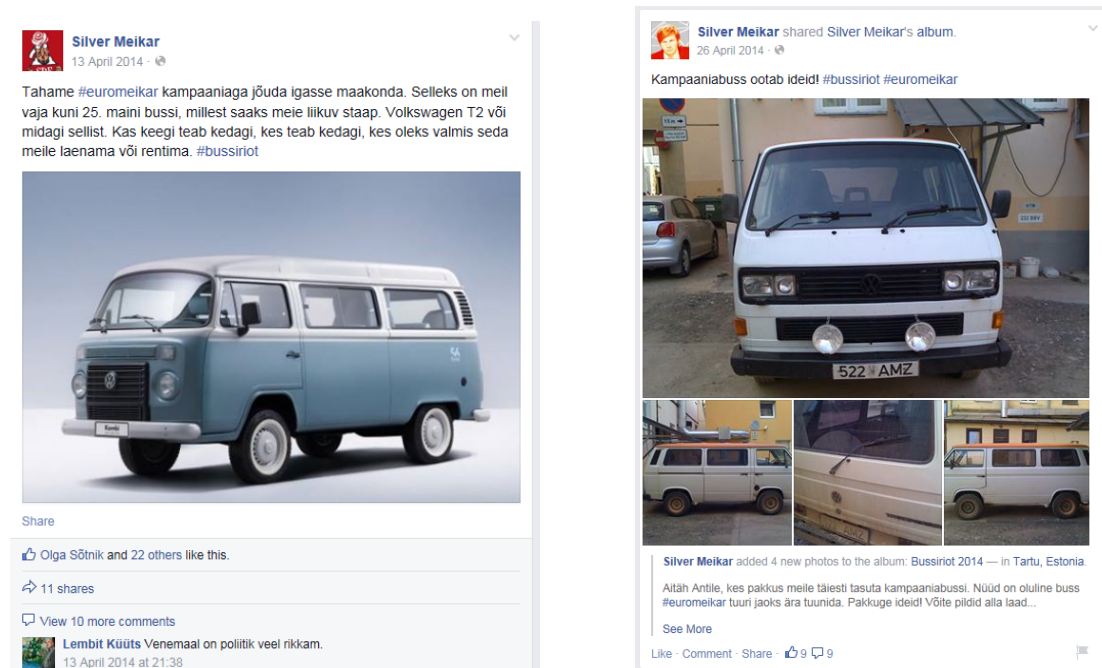 Silver Meikar
13 April 2014 ·
Tahame #euromeikar kampaaniaga jõuda igasse maakonda. Selleks on meil
vaja kuni 25. maini bussi, millest saaks meie liikuv staap. Volkswagen T2 või
midagi sellist. Kas keegi teab kedagi, kes teab kedagi, kes oleks valmis seda
meile laenama või rentima. #bussiriot
Kombi
Share
Olga Sõtnik and 22 others like this.
11 shares
View 10 more comments
Lembit Küüts Venemaal on poliitik veel rikkam.
13 April 2014 at 21:38
Silver Meikar shared Silver Meikar's album.
26 April 2014 ·
Kampaaniabuss ootab ideid! #bussiriot #euromeikar
522 AMZ
Silver Meikar added 4 new photos to the album: Bussiriot 2014 — in Tartu, Estonia.
Aitäh Antile, kes pakkus meile täiesti tasuta kampaaniabussi. Nüüd on oluline buss
#euromeikar tuuri jaoks ära tuunida. Pakkuge ideid! Võite pildid alla laad...
See More
Like · Comment · Share · 9 9